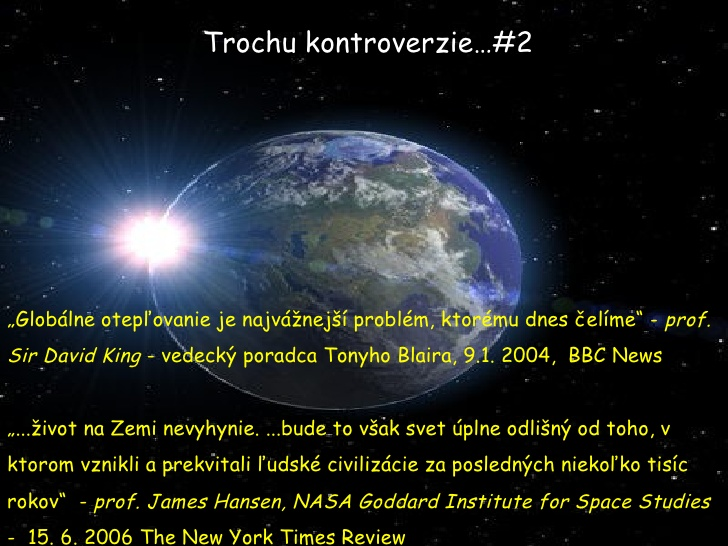 Trochu kontroverzie...#2
„Globálne otepľovanie je najvážnejší problém, ktorému dnes čelíme“ - prof.
Sir David King - vedecký poradca Tonyho Blaira, 9.1. 2004, BBC News
„...život na Zemi nevyhynie. ...bude to však svet úplne odlišný od toho, v
ktorom vznikli a prekvitali ľudské civilizácie za posledných niekoľko tisíc
rokov“ - prof. James Hansen, NASA Goddard Institute for Space Studies
- 15. 6. 2006 The New York Times Review